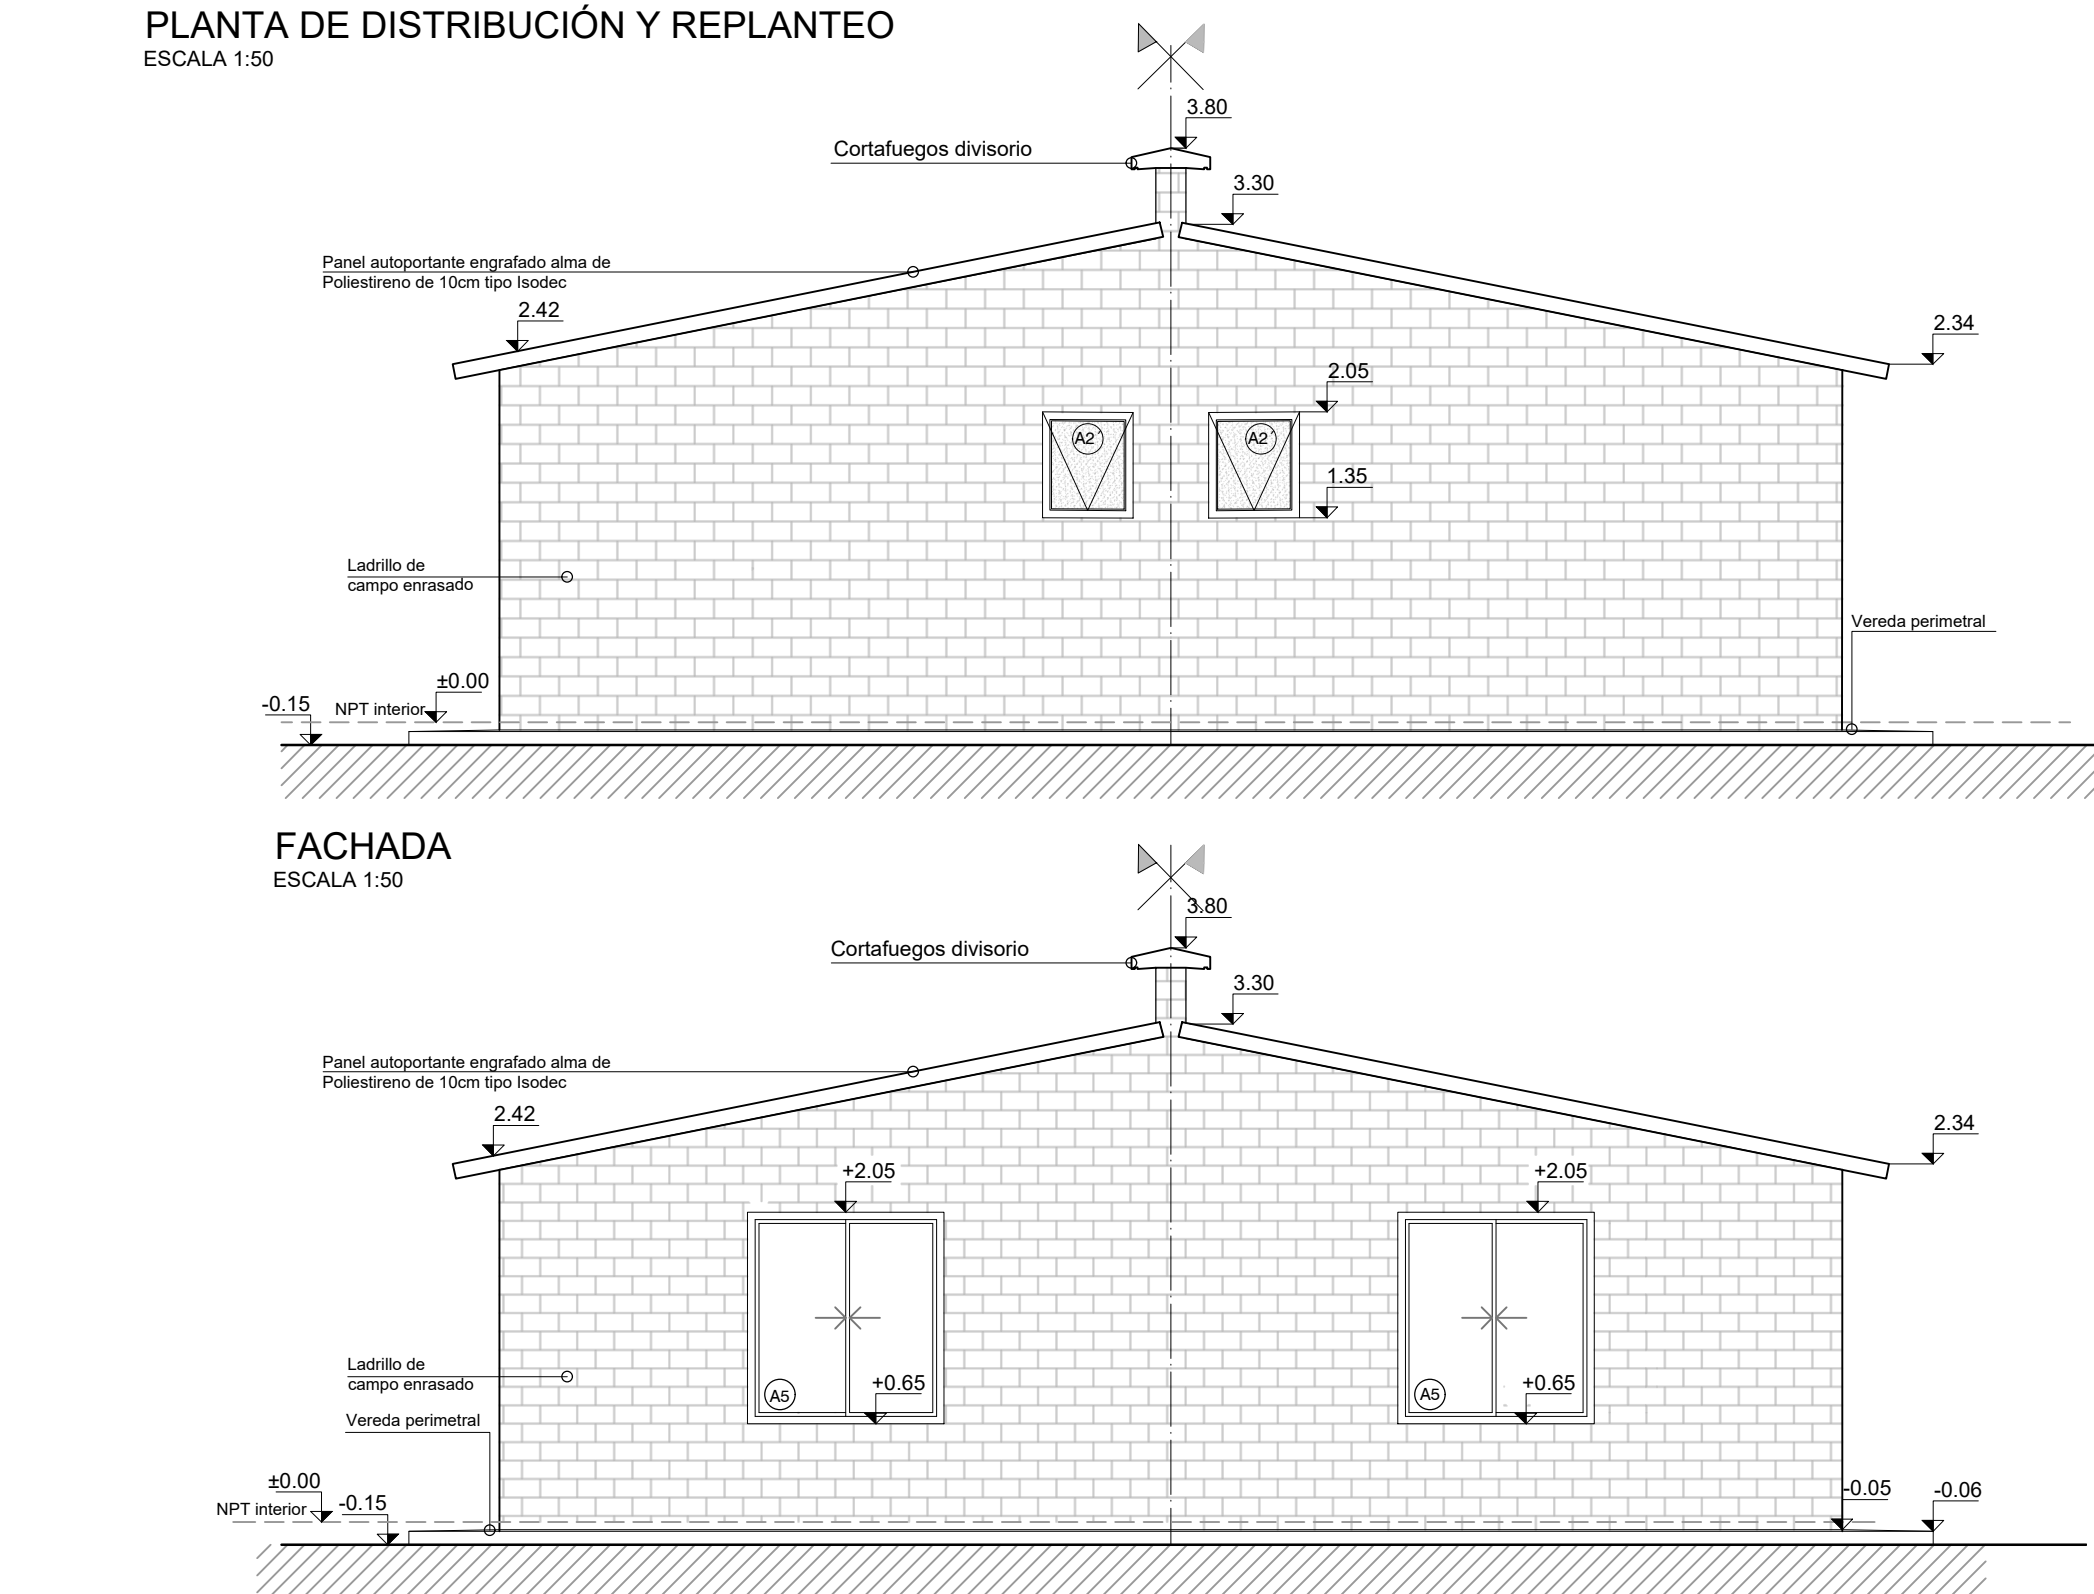 PLANTA DE DISTRIBUCIÓN Y REPLANTEO
ESCALA 1:50
3.80
Cortafuegos divisorio
3.30
Panel autoportante engrafado alma de
Poliestireno de 10cm tipo Isodec
2.42
2.34
2.05
A2´
A2´
1.35
Ladrillo de
campo enrasado
Vereda perimetral
±0.00
-0.15
NPT interior
FACHADA
ESCALA 1:50
3.80
Cortafuegos divisorio
3.30
Panel autoportante engrafado alma de
Poliestireno de 10cm tipo Isodec
2.42
2.34
+2.05
+2.05
Ladrillo de
campo enrasado
A5
+0.65
A5
+0.65
Vereda perimetral
±0.00
NPT interior
-0.15
-0.05
-0.06